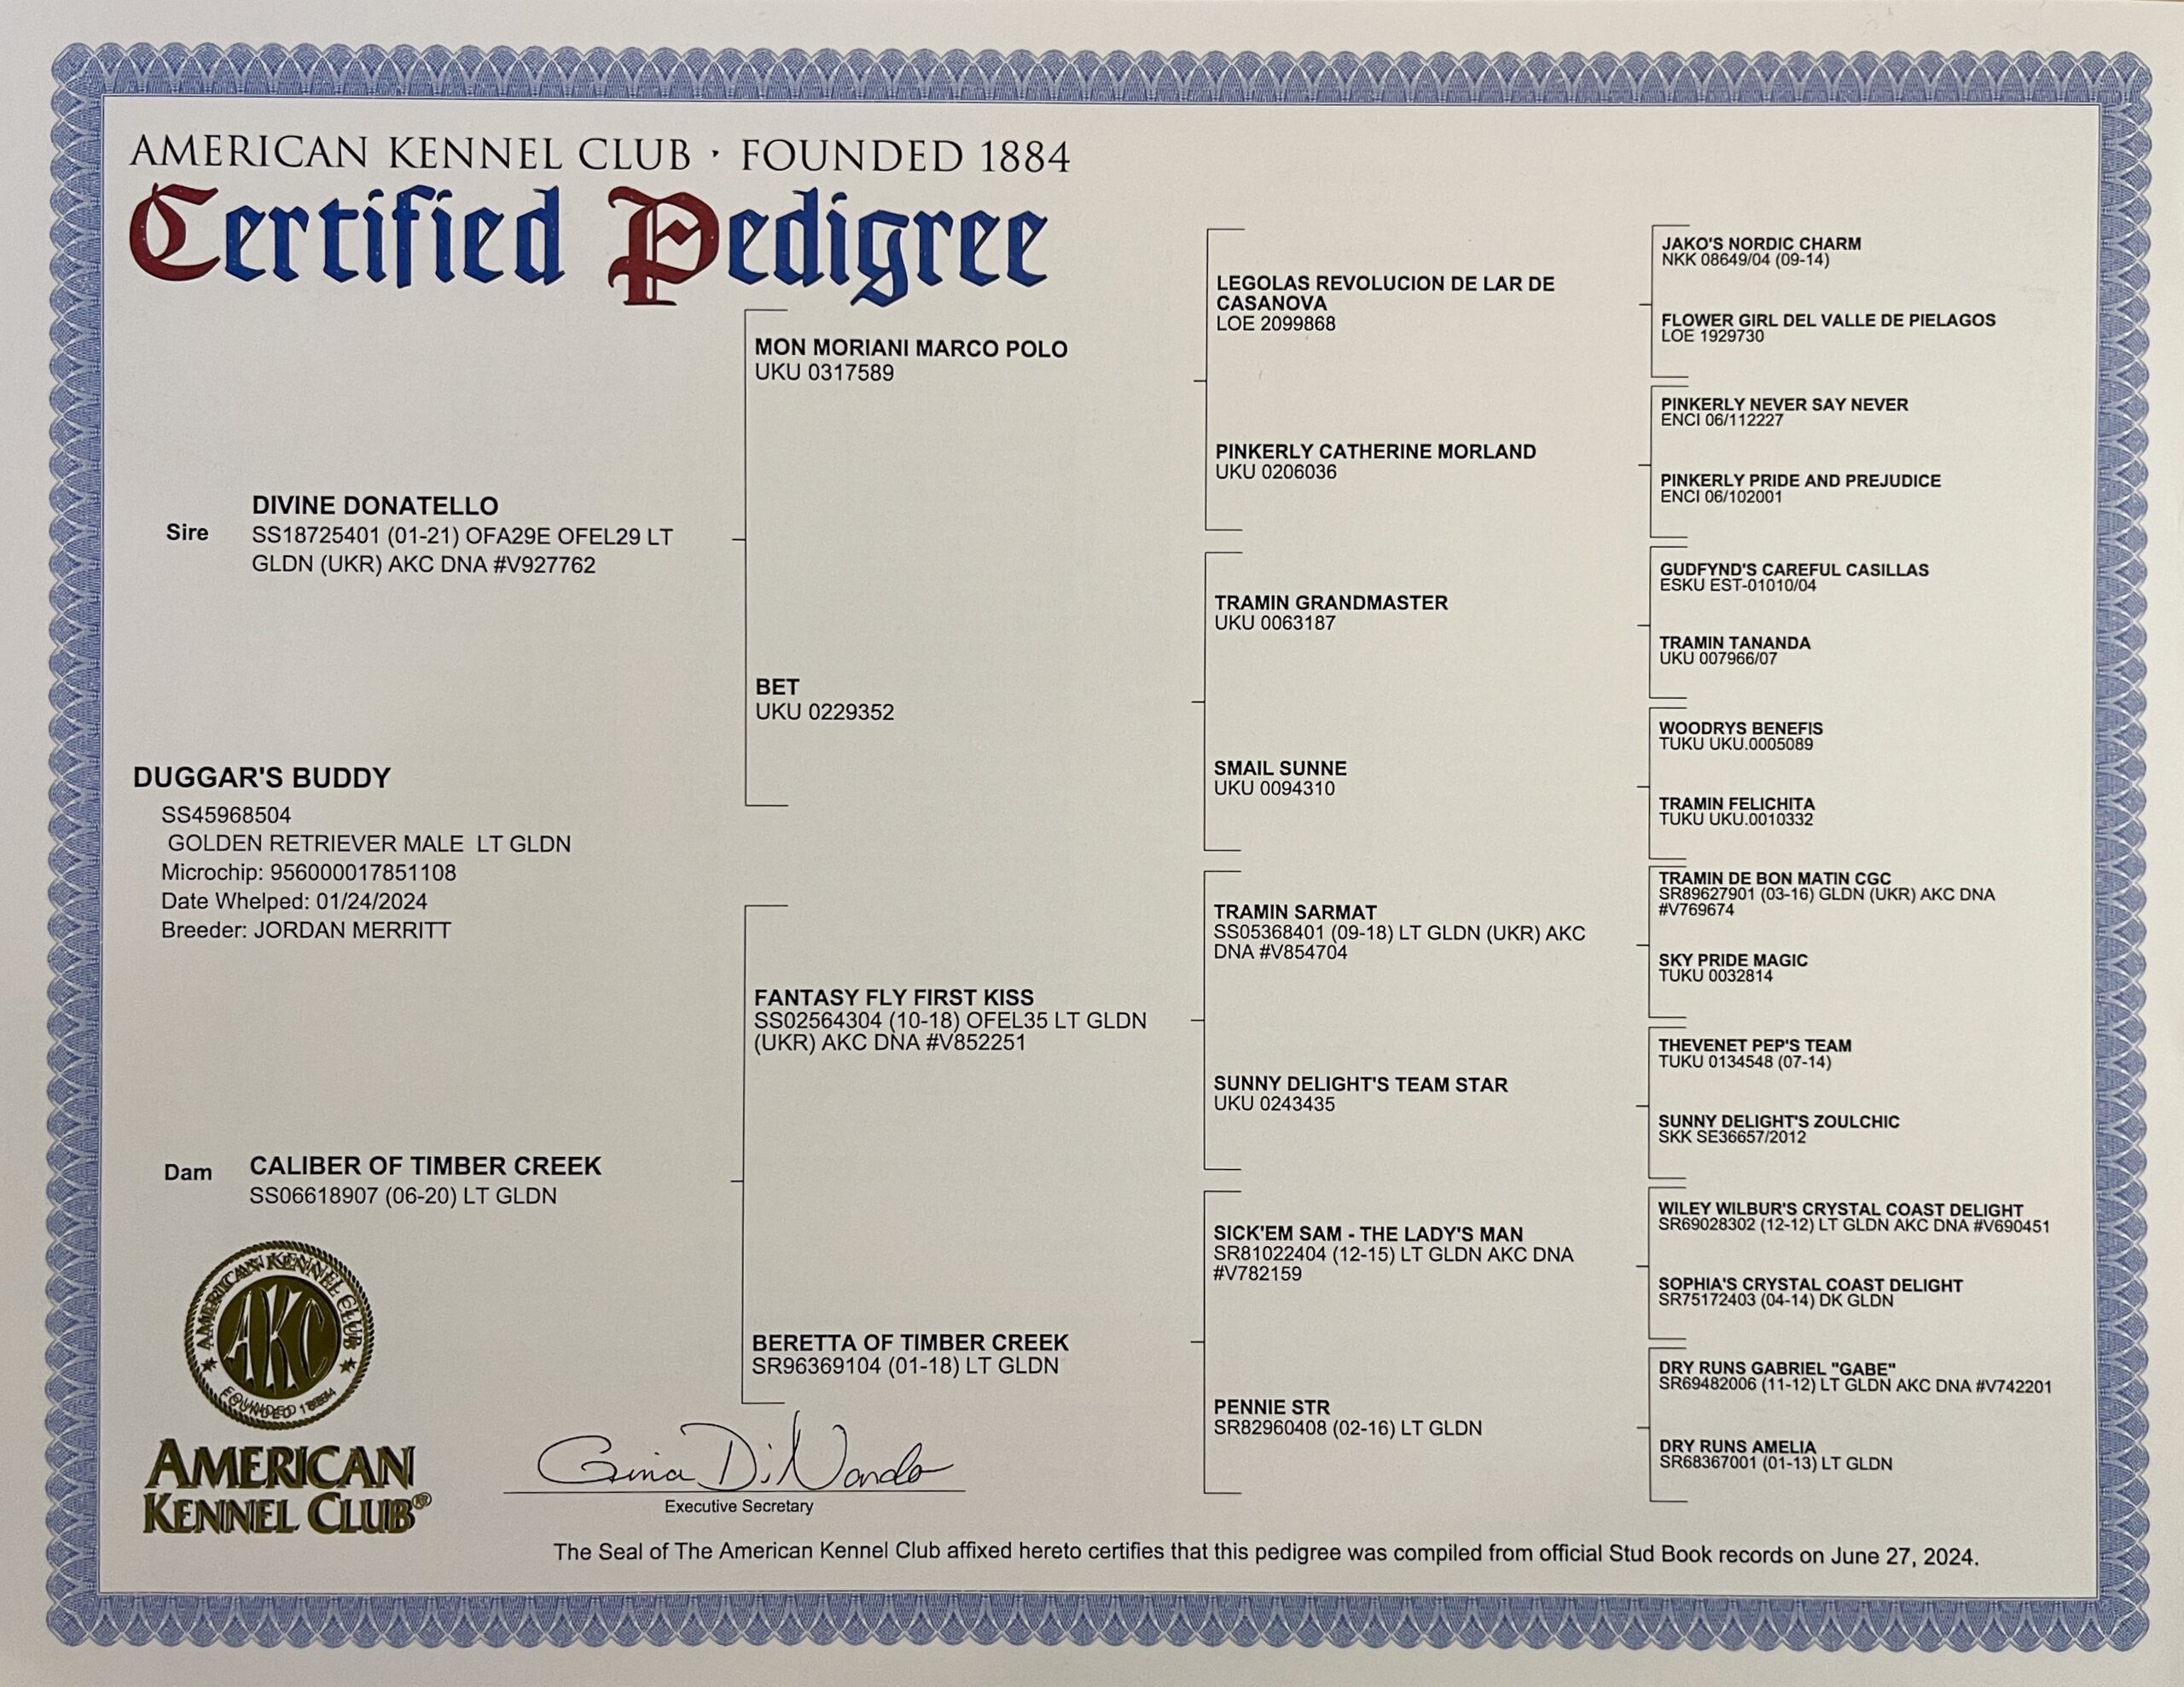 AMERICAN KENNEL CLUB · FOUNDED 1884
Certified Pedigree
Sire
DIVINE DONATELLO
SS18725401 (01-21) OFA29E OFEL29 LT
GLDN (UKR) AKC DNA #V927762
DUGGAR'S BUDDY
SS45968504
GOLDEN RETRIEVER MALE LT GLDN
Microchip: 956000017851108
Date Whelped: 01/24/2024
Breeder: JORDAN MERRITT
Dam
CALIBER OF TIMBER CREEK
SS06618907 (06-20) LT GLDN
MON MORIANI MARCO POLO
UKU 0317589
BET
UKU 0229352
FANTASY FLY FIRST KISS
SS02564304 (10-18) OFEL35 LT GLDN
(UKR) AKC DNA #V852251
BERETTA OF TIMBER CREEK
SR96369104 (01-18) LT GLDN
LEGOLAS REVOLUCION DE LAR DE
CASANOVA
LOE 2099868
PINKERLY CATHERINE MORLAND
UKU 0206036
TRAMIN GRANDMASTER
UKU 0063187
SMAIL SUNNE
UKU 0094310
TRAMIN SARMAT
SS05368401 (09-18) LT GLDN (UKR) AKC
DNA #V854704
SUNNY DELIGHT'S TEAM STAR
UKU 0243435
SICK'EM SAM - THE LADY'S MAN
SR81022404 (12-15) LT GLDN AKC DNA
#V782159
PENNIE STR
SR82960408 (02-16) LT GLDN
JAKO'S NORDIC CHARM
NKK 08649/04 (09-14)
FLOWER GIRL DEL VALLE DE PIELAGOS
LOE 1929730
PINKERLY NEVER SAY NEVER
ENCI 06/112227
PINKERLY PRIDE AND PREJUDICE
ENCI 06/102001
GUDFYND'S CAREFUL CASILLAS
ESKU EST-01010/04
TRAMIN TANANDA
UKU 007966/07
WOODRYS BENEFIS
TUKU UKU.0005089
TRAMIN FELICHITA
TUKU UKU.0010332
TRAMIN DE BON MATIN CGC
SR89627901 (03-16) GLDN (UKR) AKC DNA
#V769674
SKY PRIDE MAGIC
TUKU 0032814
THEVENET PEP'S TEAM
TUKU 0134548 (07-14)
SUNNY DELIGHT'S ZOULCHIC
SKK SE36657/2012
WILEY WILBUR'S CRYSTAL COAST DELIGHT
SR69028302 (12-12) LT GLDN AKC DNA #V690451
SOPHIA'S CRYSTAL COAST DELIGHT
SR75172403 (04-14) DK GLDN
DRY RUNS GABRIEL "GABE"
SR69482006 (11-12) LT GLDN AKC DNA #V742201
DRY RUNS AMELIA
SR68367001 (01-13) LT GLDN
AMERICAN KENNEL CLUB
AKC
FOUNDED 1884
AMERICAN
KENNEL CLUB®
Gina DiNardo
Executive Secretary
The Seal of The American Kennel Club affixed hereto certifies that this pedigree was compiled from official Stud Book records on June 27, 2024.